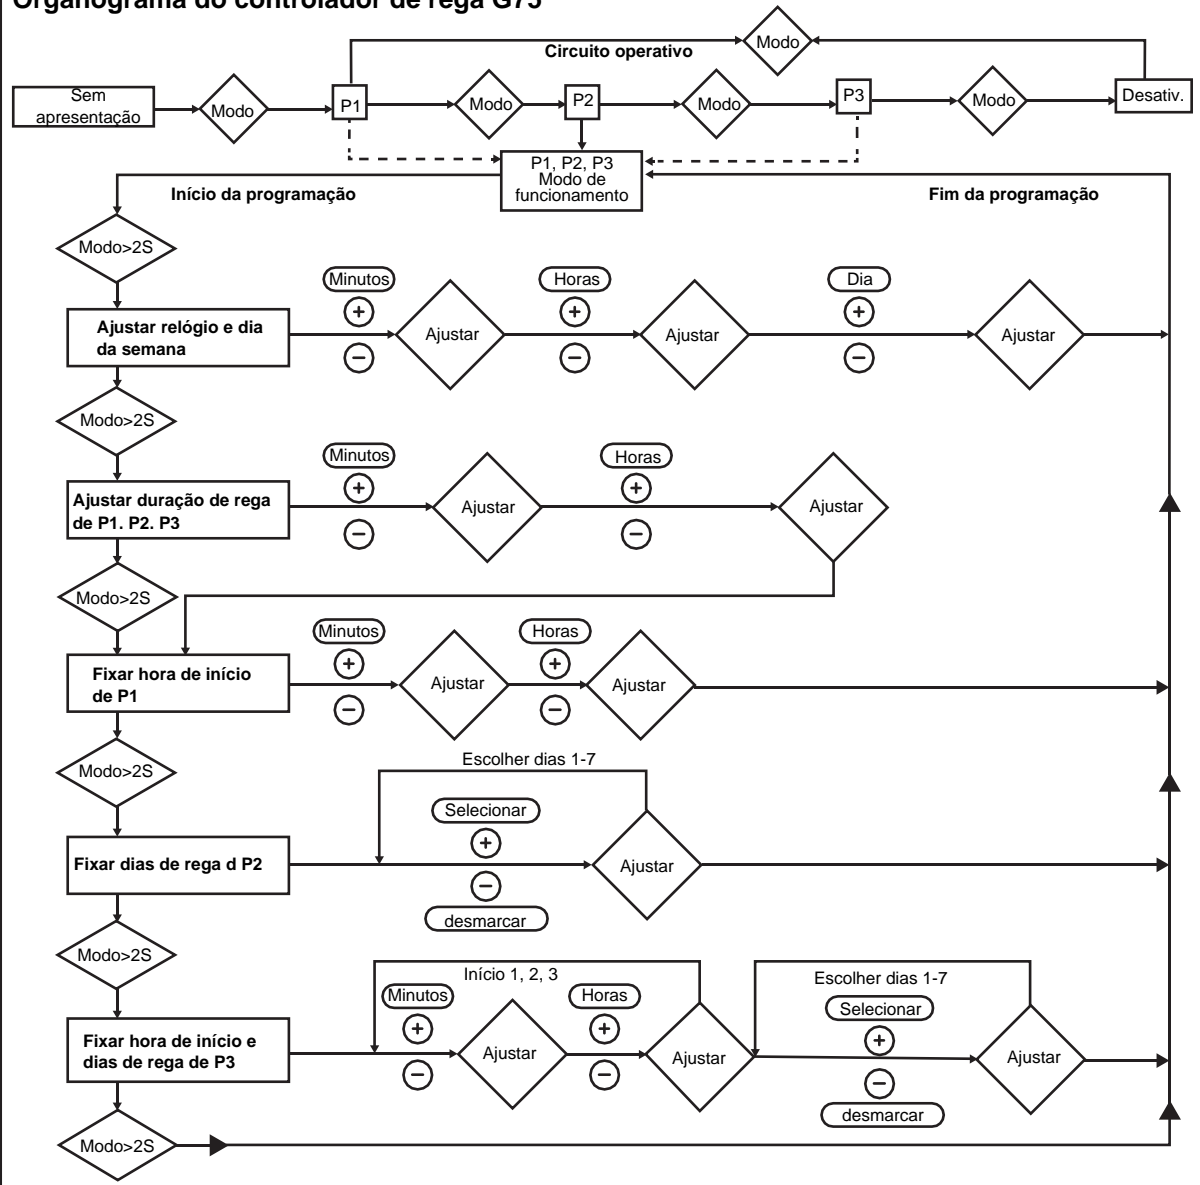 Organograma do controlador de rega G75
Circuito operativo
Modo
Sem
apresentação
Modo
P1
Modo
P2
Modo
P3
Modo
Desativ.
P1, P2, P3
Modo de
funcionamento
Início da programação
Fim da programação
Modo>2S
Ajustar relógio e dia
da semana
Minutos
+
−
Ajustar
Horas
+
−
Ajustar
Dia
+
−
Ajustar
Modo>2S
Ajustar duração de rega
de P1. P2. P3
Minutos
+
−
Ajustar
Horas
+
−
Ajustar
Modo>2S
Fixar hora de início
de P1
Minutos
+
−
Ajustar
Horas
+
−
Ajustar
Modo>2S
Escolher dias 1-7
Fixar dias de rega d P2
Selecionar
+
−
desmarcar
Ajustar
Modo>2S
Fixar hora de início e
dias de rega de P3
Início 1, 2, 3
Minutos
+
−
Ajustar
Horas
+
−
Ajustar
Escolher dias 1-7
Selecionar
+
−
desmarcar
Ajustar
Modo>2S